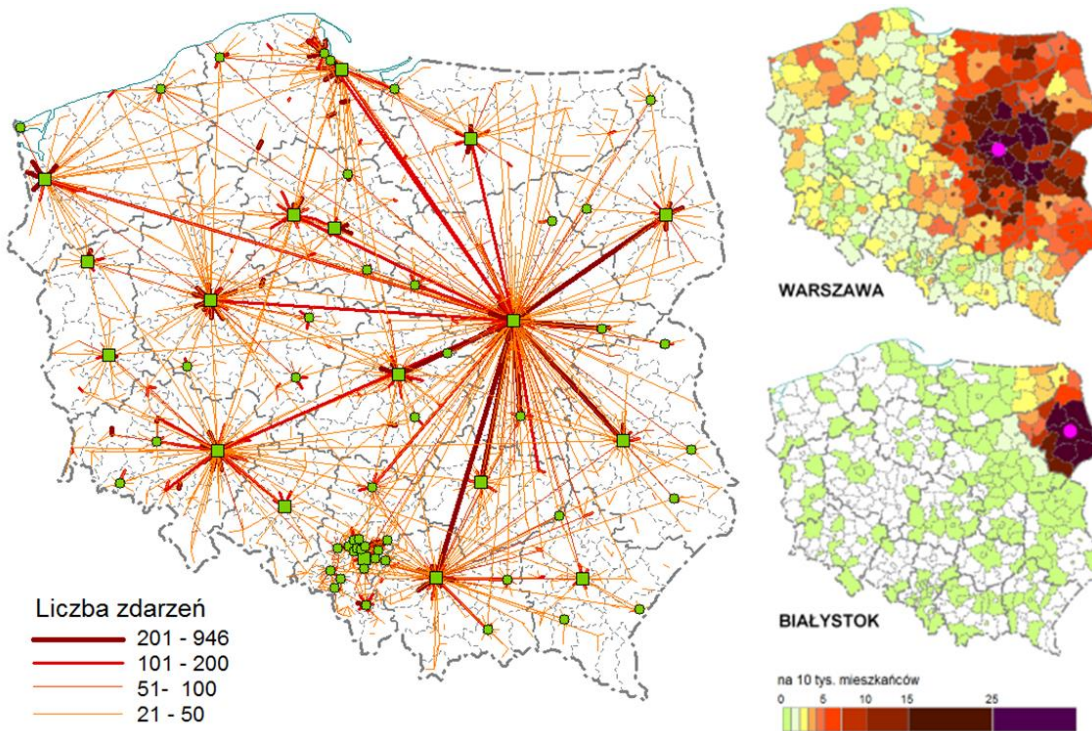 Liczba zdarzeń
201 - 946
101 - 200
51- 100
21 - 50
WARSZAWA
BIAŁYSTOK
na 10 tys. mieszkańców
0 5 10 15 25